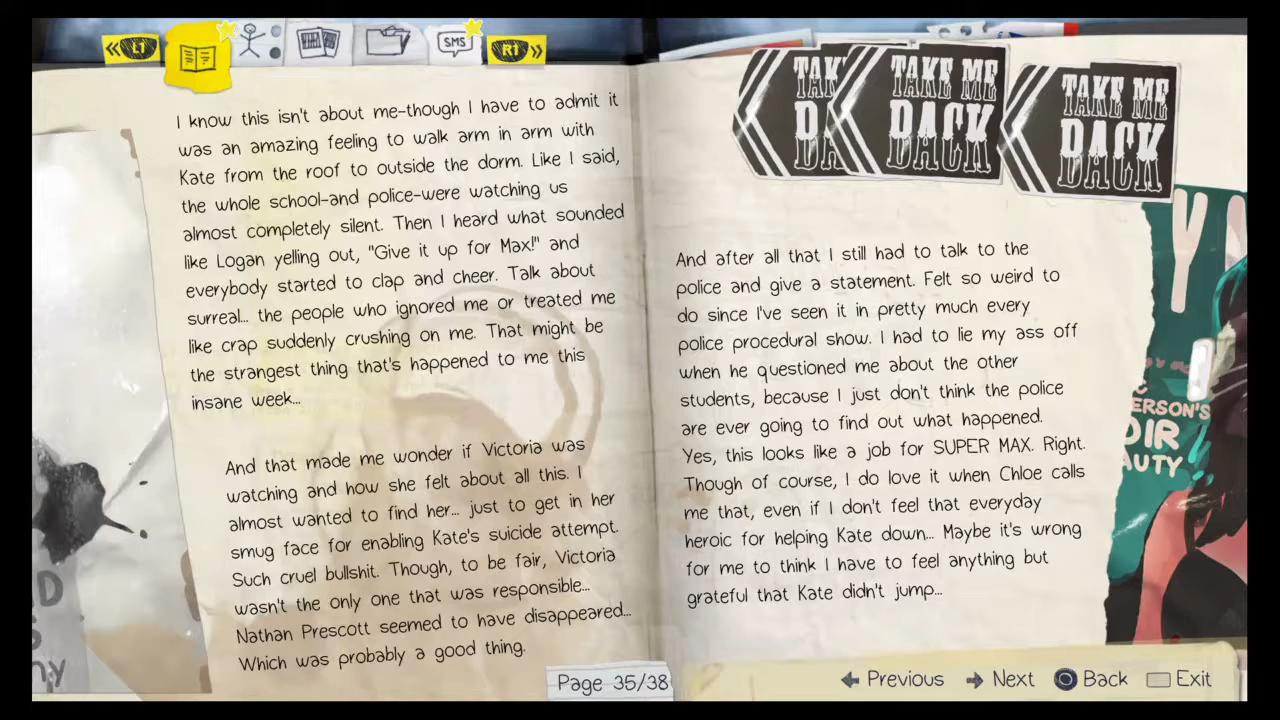 L1
SMS
R1
I know this isn't about me-though I have to admit it
was an amazing feeling to walk arm in arm with
Kate from the roof to outside the dorm. Like I said,
the whole school-and police-were watching us
almost completely silent. Then I heard what sounded
like Logan yelling out, "Give it up for Max!" and
everybody started to clap and cheer. Talk about
surreal... the people who ignored me or treated me
like crap suddenly crushing on me. That might be
the strangest thing that's happened to me this
insane week...
And that made me wonder if Victoria was
watching and how she felt about all this. I
almost wanted to find her... just to get in her
smug face for enabling Kate's suicide attempt.
Such cruel bullshit. Though, to be fair, Victoria
wasn't the only one that was responsible...
Nathan Prescott seemed to have disappeared...
Which was probably a good thing.
TAKE ME
TAKE ME
DACK
DACK
And after all that I still had to talk to the
police and give a statement. Felt so weird to
do since I've seen it in pretty much every
police procedural show. I had to lie my ass off
when he questioned me about the other
students, because I just don't think the police
are ever going to find out what happened.
Yes, this looks like a job for SUPER MAX. Right.
Though of course, I do love it when Chloe calls
me that, even if I don't feel that everyday
heroic for helping Kate down... Maybe it's wrong
for me to think I have to feel anything but
grateful that Kate didn't jump...
ERSON'S
OIR
AUTY
Page 35/38
Previous
Next
Back
Exit